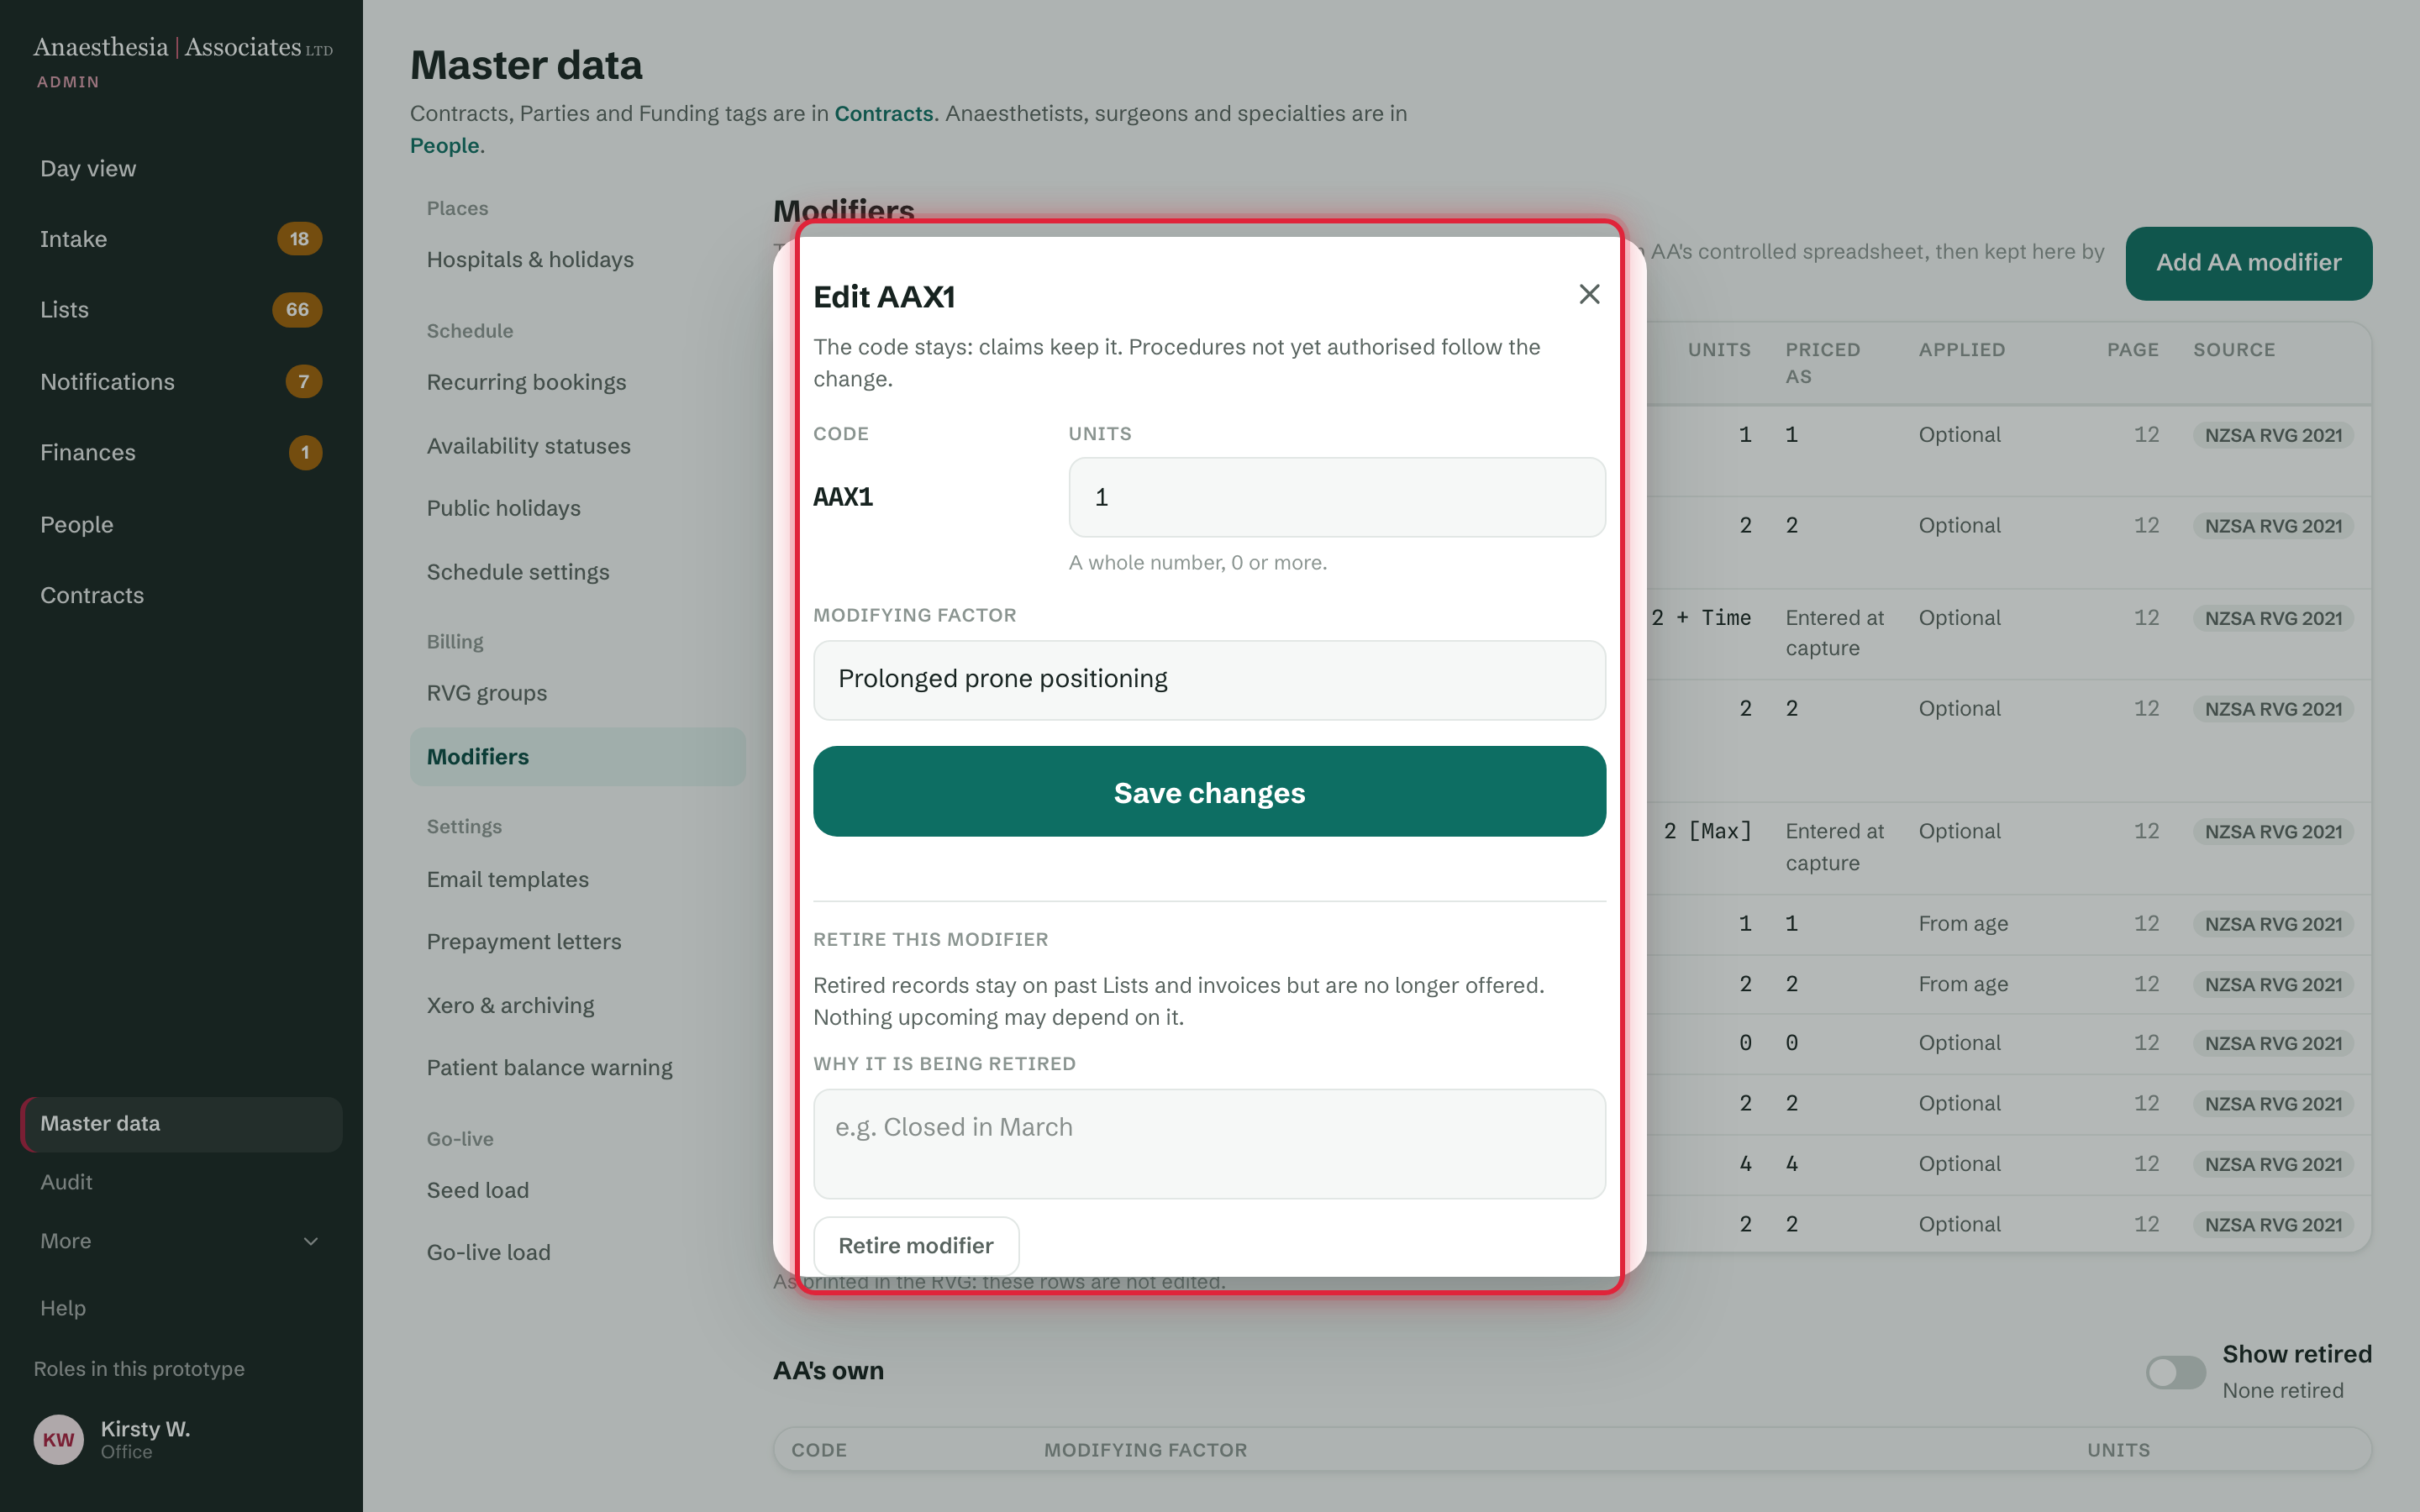 Anaesthesia | Associates LTD
ADMIN
Day view
Intake 18
Lists 66
Notifications 7
Finances 1
People
Contracts
Master data
Audit
More
Help
Roles in this prototype
KW
Kirsty W.
Office
Master data
Contracts, Parties and Funding tags are in Contracts. Anaesthetists, surgeons and specialties are in
People.
Places
Hospitals & holidays
Schedule
Recurring bookings
Availability statuses
Public holidays
Schedule settings
Billing
RVG groups
Modifiers
Settings
Email templates
Prepayment letters
Xero & archiving
Patient balance warning
Go-live
Seed load
Go-live load
Modifiers
AA's controlled spreadsheet, then kept here by
Add AA modifier
UNITS PRICED AS APPLIED PAGE SOURCE
1 1 Optional 12 NZSA RVG 2021
2 2 Optional 12 NZSA RVG 2021
2 + Time Entered at capture Optional 12 NZSA RVG 2021
2 2 Optional 12 NZSA RVG 2021
2 [Max] Entered at capture Optional 12 NZSA RVG 2021
1 1 From age 12 NZSA RVG 2021
2 2 From age 12 NZSA RVG 2021
0 0 Optional 12 NZSA RVG 2021
2 2 Optional 12 NZSA RVG 2021
4 4 Optional 12 NZSA RVG 2021
2 2 Optional 12 NZSA RVG 2021
Edit AAX1
The code stays: claims keep it. Procedures not yet authorised follow the
change.
CODE UNITS
AAX1 1
A whole number, 0 or more.
MODIFYING FACTOR
Prolonged prone positioning
Save changes
RETIRE THIS MODIFIER
Retired records stay on past Lists and invoices but are no longer offered.
Nothing upcoming may depend on it.
WHY IT IS BEING RETIRED
e.g. Closed in March
Retire modifier
As printed in the RVG: these rows are not edited.
AA's own
Show retired
None retired
CODE MODIFYING FACTOR UNITS